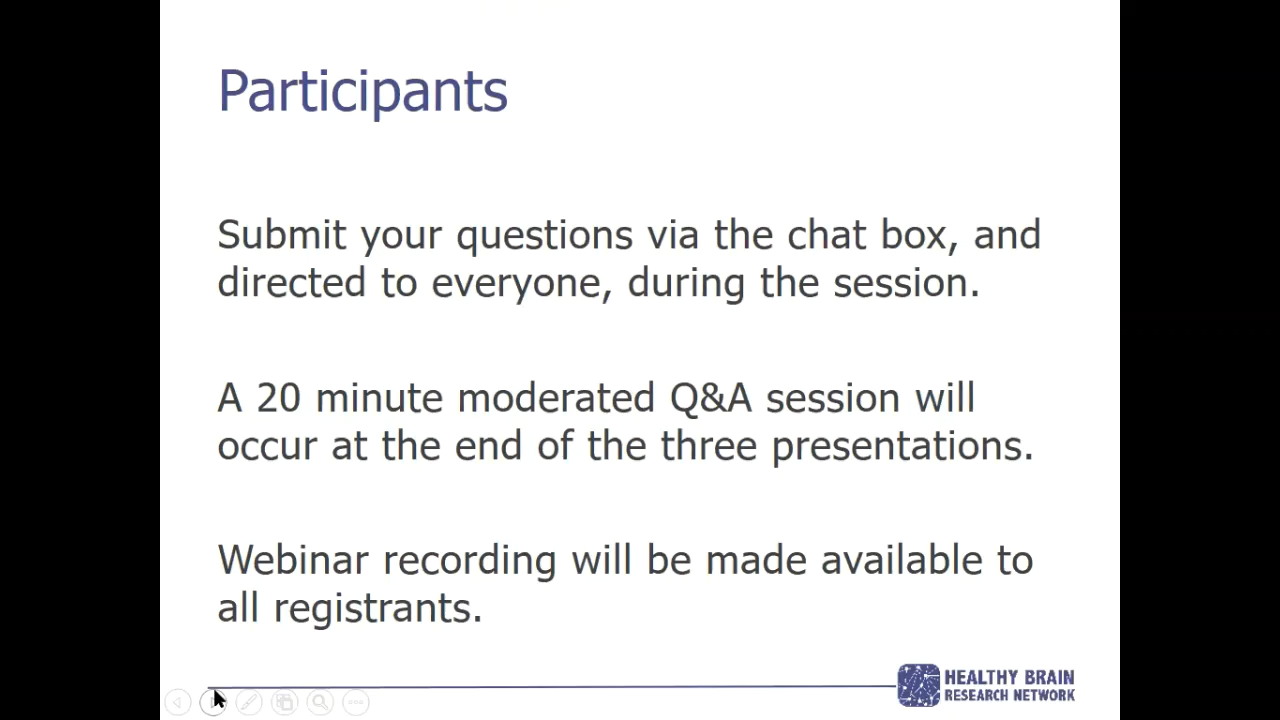 Participants
Submit your questions via the chat box, and
directed to everyone, during the session.
A 20 minute moderated Q&A session will
occur at the end of the three presentations.
Webinar recording will be made available to
all registrants.
HEALTHY BRAIN
RESEARCH NETWORK